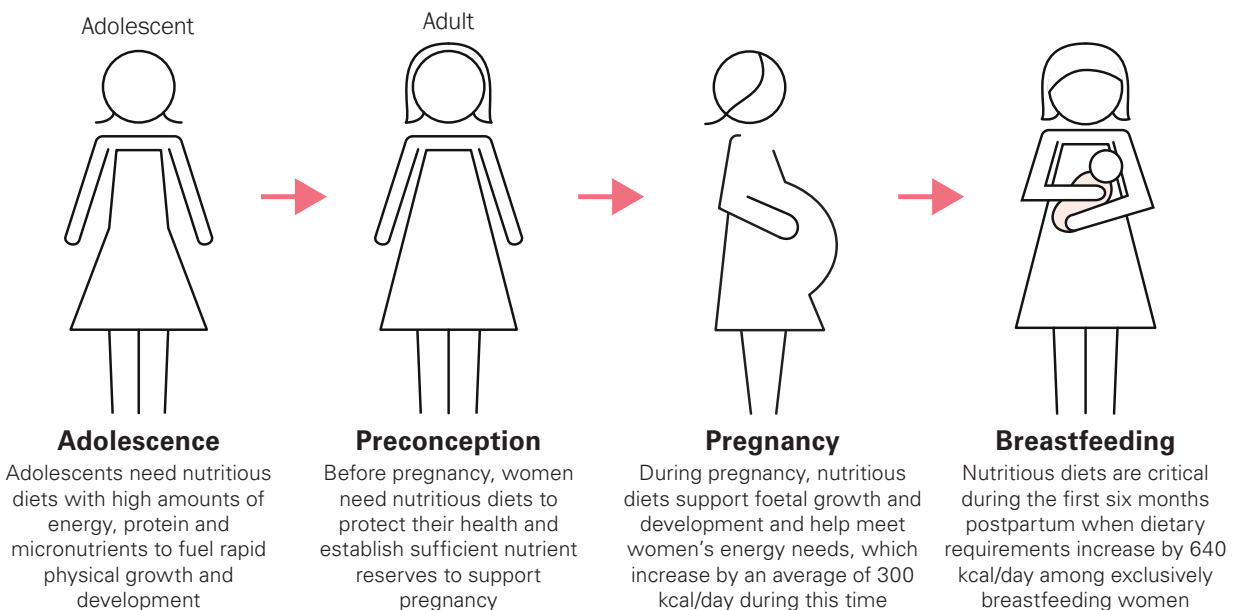 Adolescent
Adult
Adolescence
Adolescents need nutritious
diets with high amounts of
energy, protein and
micronutrients to fuel rapid
physical growth and
development
Preconception
Before pregnancy, women
need nutritious diets to
protect their health and
establish sufficient nutrient
reserves to support
pregnancy
Pregnancy
During pregnancy, nutritious
diets support foetal growth and
development and help meet
women’s energy needs, which
increase by an average of 300
kcal/day during this time
Breastfeeding
Nutritious diets are critical
during the first six months
postpartum when dietary
requirements increase by 640
kcal/day among exclusively
breastfeeding women